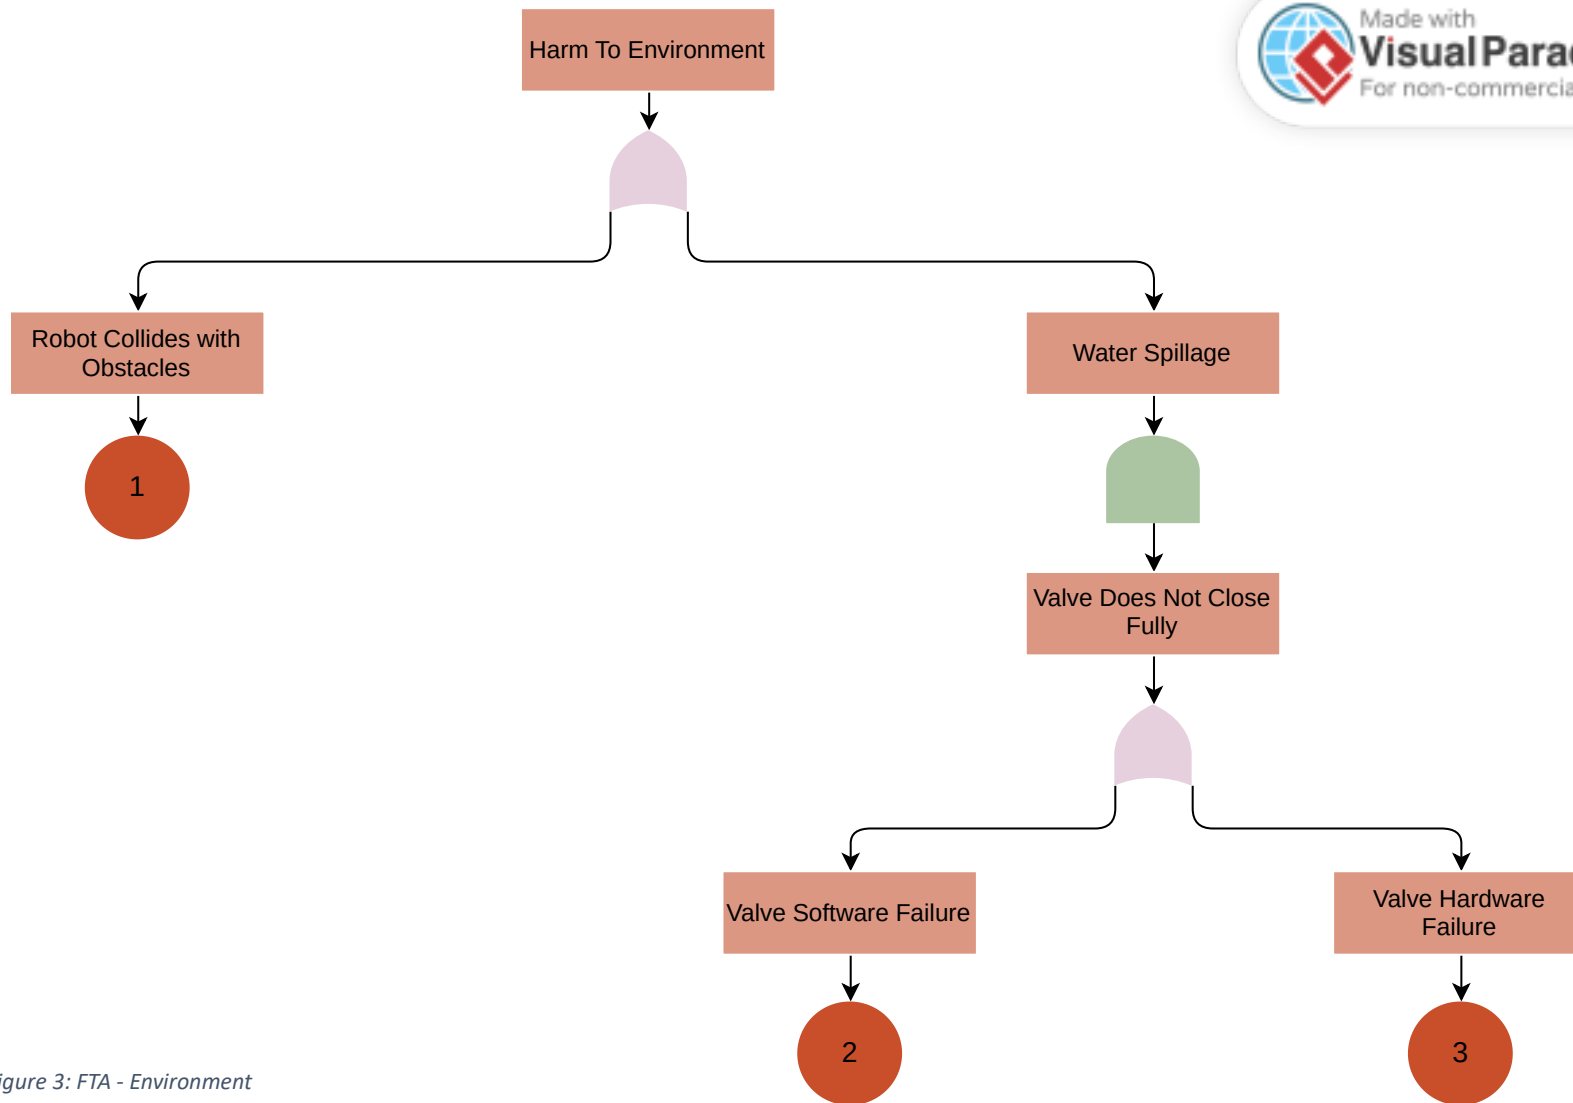 Made with
Visual Parad
For non-commercia
Harm To Environment
Robot Collides with
Obstacles
Water Spillage
1
Valve Does Not Close
Fully
Valve Software Failure
Valve Hardware
Failure
2
3
igure 3: FTA - Environment